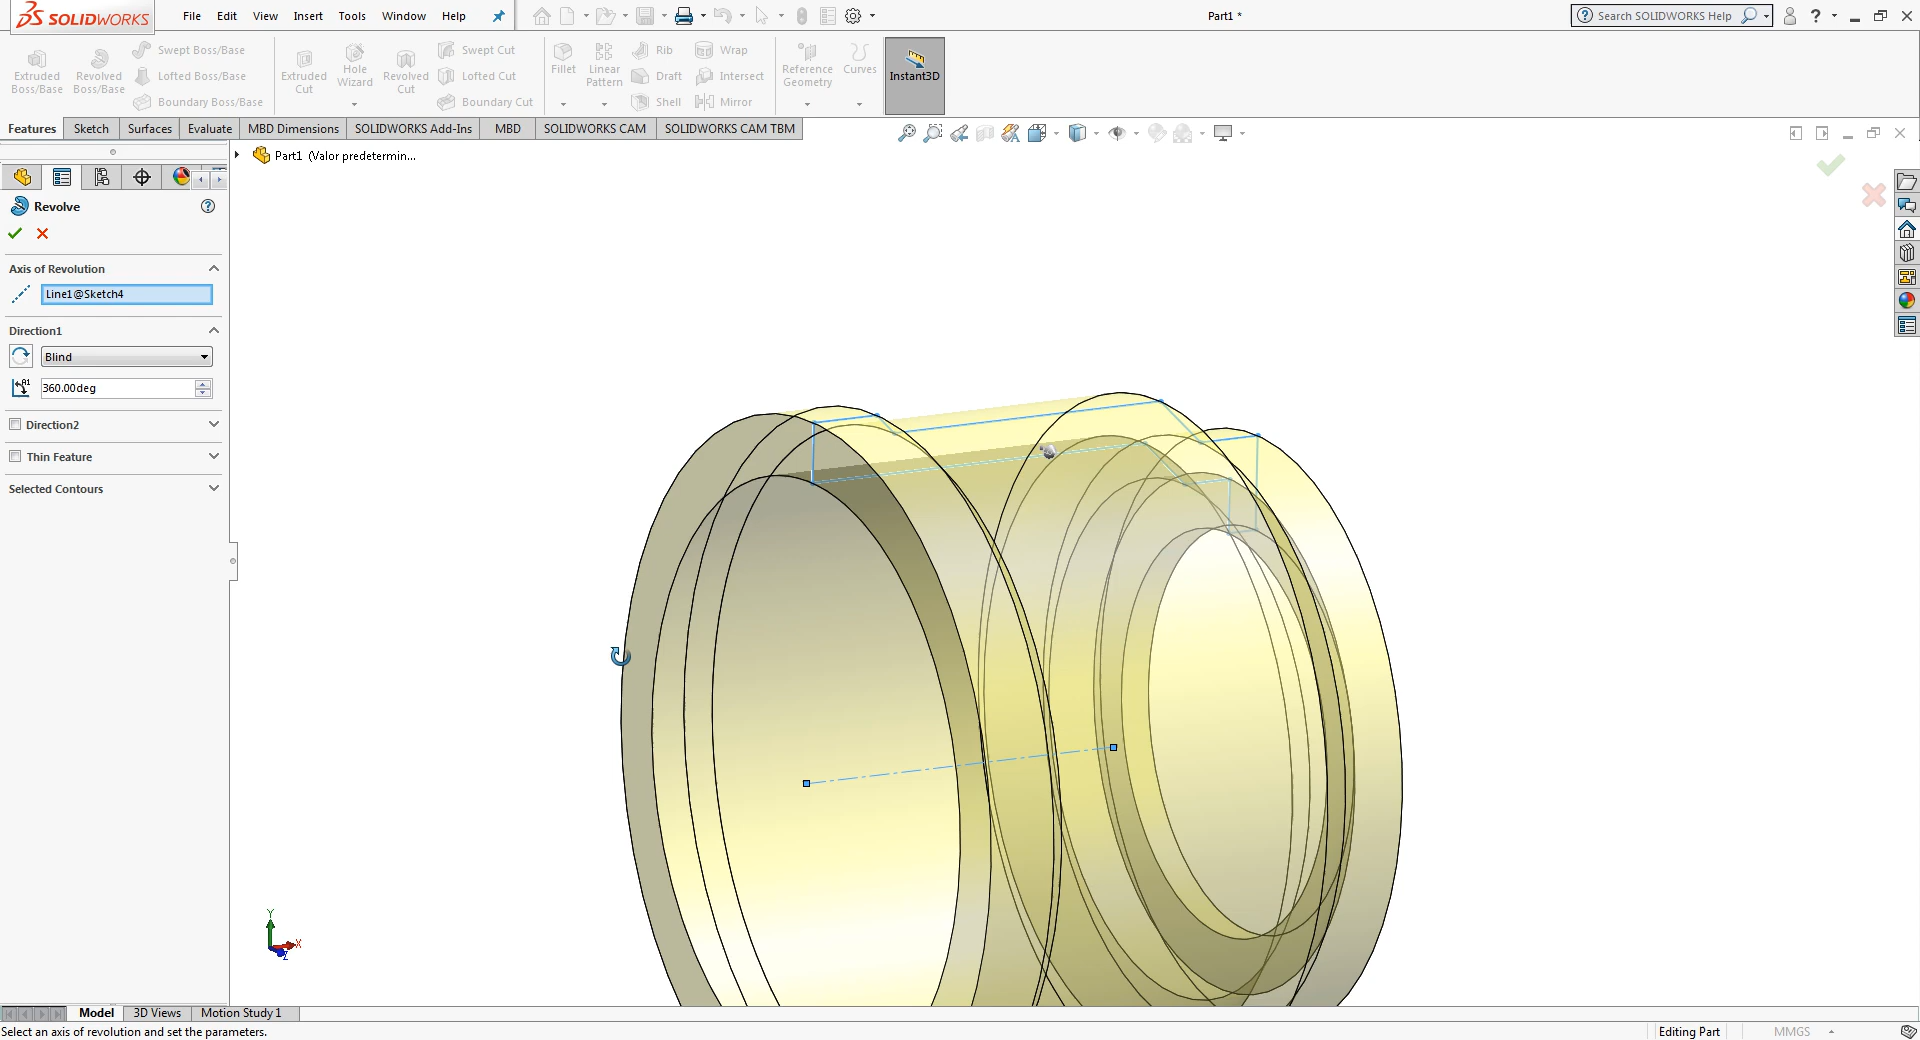 SOLIDWORKS
File Edit View Insert Tools Window Help
Part1 *
Search SOLIDWORKS Help
Extruded Boss/Base
Revolved Boss/Base
Swept Boss/Base
Lofted Boss/Base
Boundary Boss/Base
Extruded Cut
Hole Wizard
Revolved Cut
Swept Cut
Lofted Cut
Boundary Cut
Fillet
Linear Pattern
Rib
Draft
Shell
Wrap
Intersect
Mirror
Reference Geometry
Curves
Instant3D
Features Sketch Surfaces Evaluate MBD Dimensions SOLIDWORKS Add-Ins MBD SOLIDWORKS CAM SOLIDWORKS CAM TBM
Part1 (Valor predetermin...
Revolve
Axis of Revolution
Line1@Sketch4
Direction1
Blind
A1
360.00deg
Direction2
Thin Feature
Selected Contours
Y
X
Z
Model 3D Views Motion Study 1
Select an axis of revolution and set the parameters.
Editing Part
MMGS